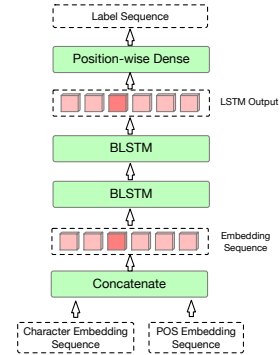 Label Sequence
Position-wise Dense
LSTM Output
BLSTM
BLSTM
Embedding
Sequence
Concatenate
Character Embedding
Sequence
POS Embedding
Sequence